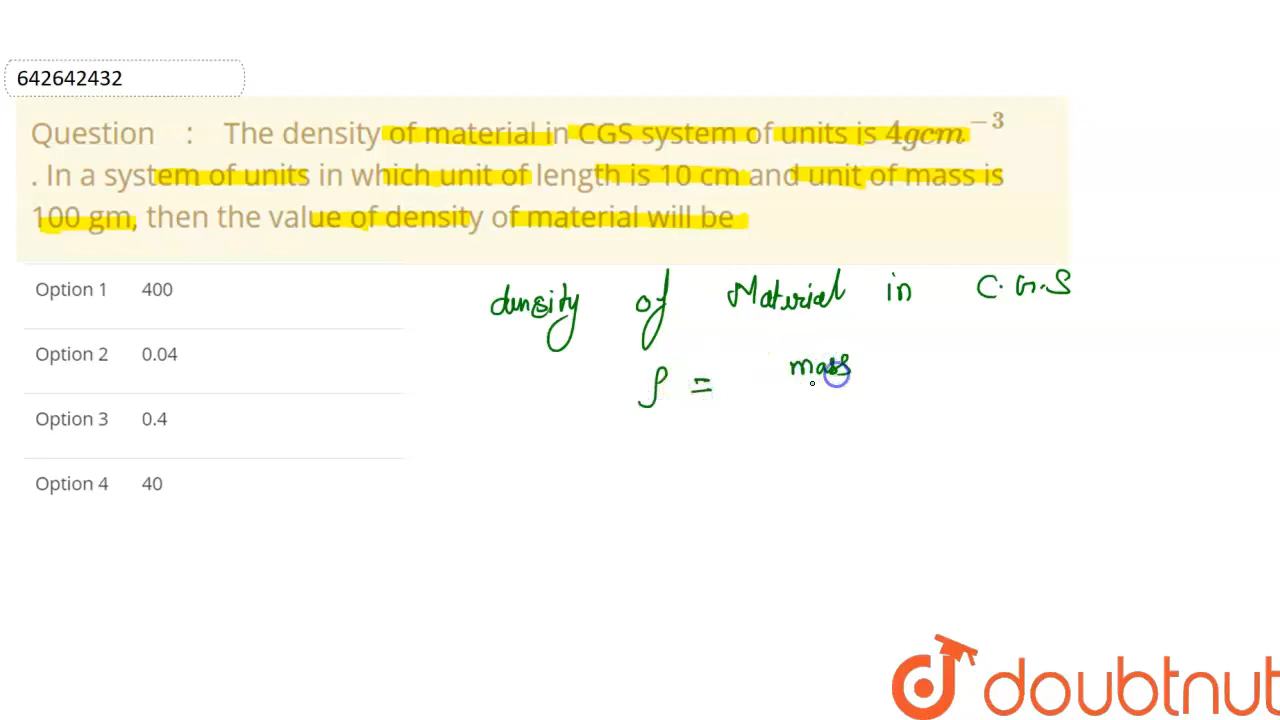 642642432
Question : The density of material in CGS system of units is 4gcm⁻³
. In a system of units in which unit of length is 10 cm and unit of mass is
100 gm, then the value of density of material will be
Option 1 400
Option 2 0.04
Option 3 0.4
Option 4 40
density of Material in C.G.S
ρ = mass
doubtnut